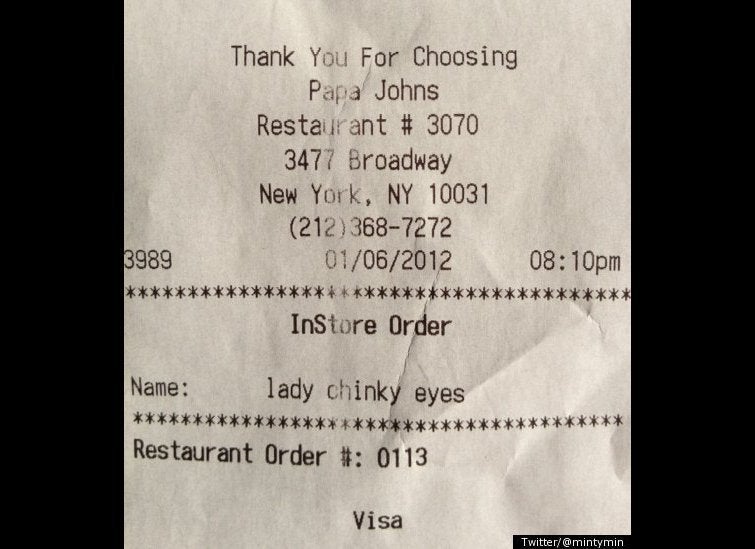 Thank You For Choosing
Papa Johns
Restaurant # 3070
3477 Broadway
New York, NY 10031
(212)368-7272
3989 01/06/2012 08:10pm
*****************************************
InStore Order
Name: lady chinky eyes
*****************************************
Restaurant Order #: 0113
Visa
Twitter/@mintymin